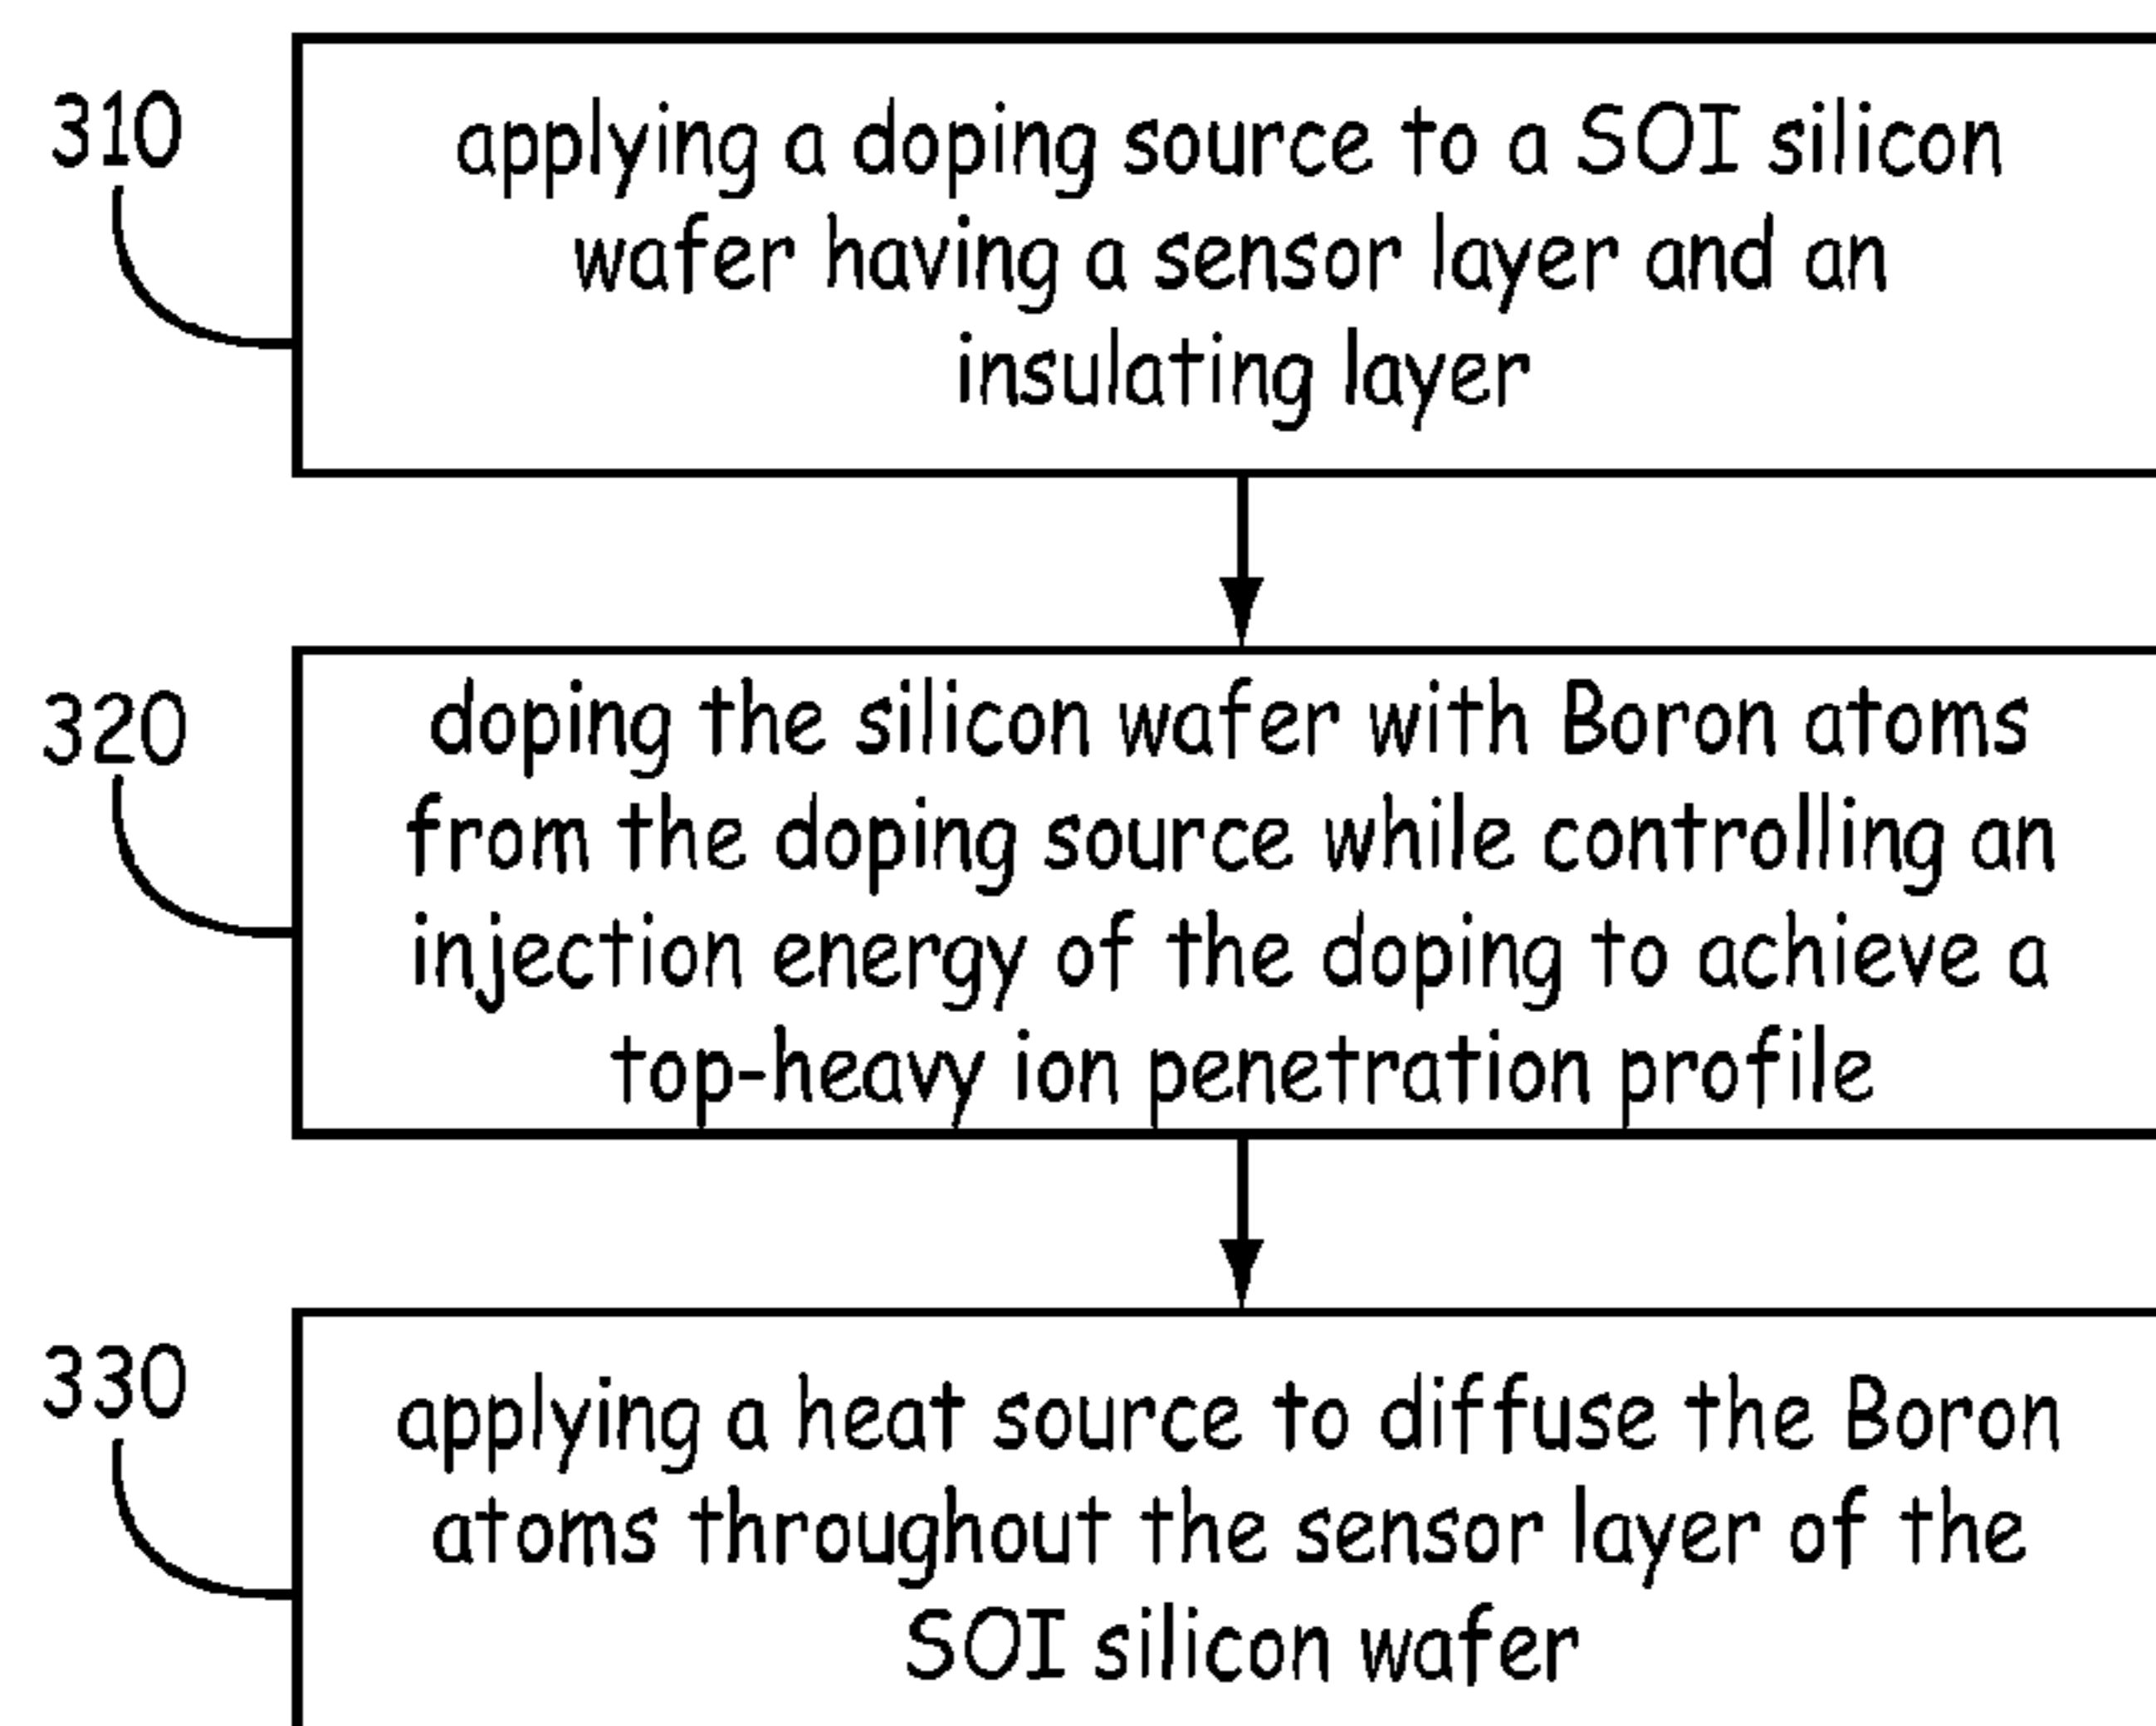 310
applying a doping source to a SOI silicon
wafer having a sensor layer and an
insulating layer
320
doping the silicon wafer with Boron atoms
from the doping source while controlling an
injection energy of the doping to achieve a
top-heavy ion penetration profile
330
applying a heat source to diffuse the Boron
atoms throughout the sensor layer of the
SOI silicon wafer